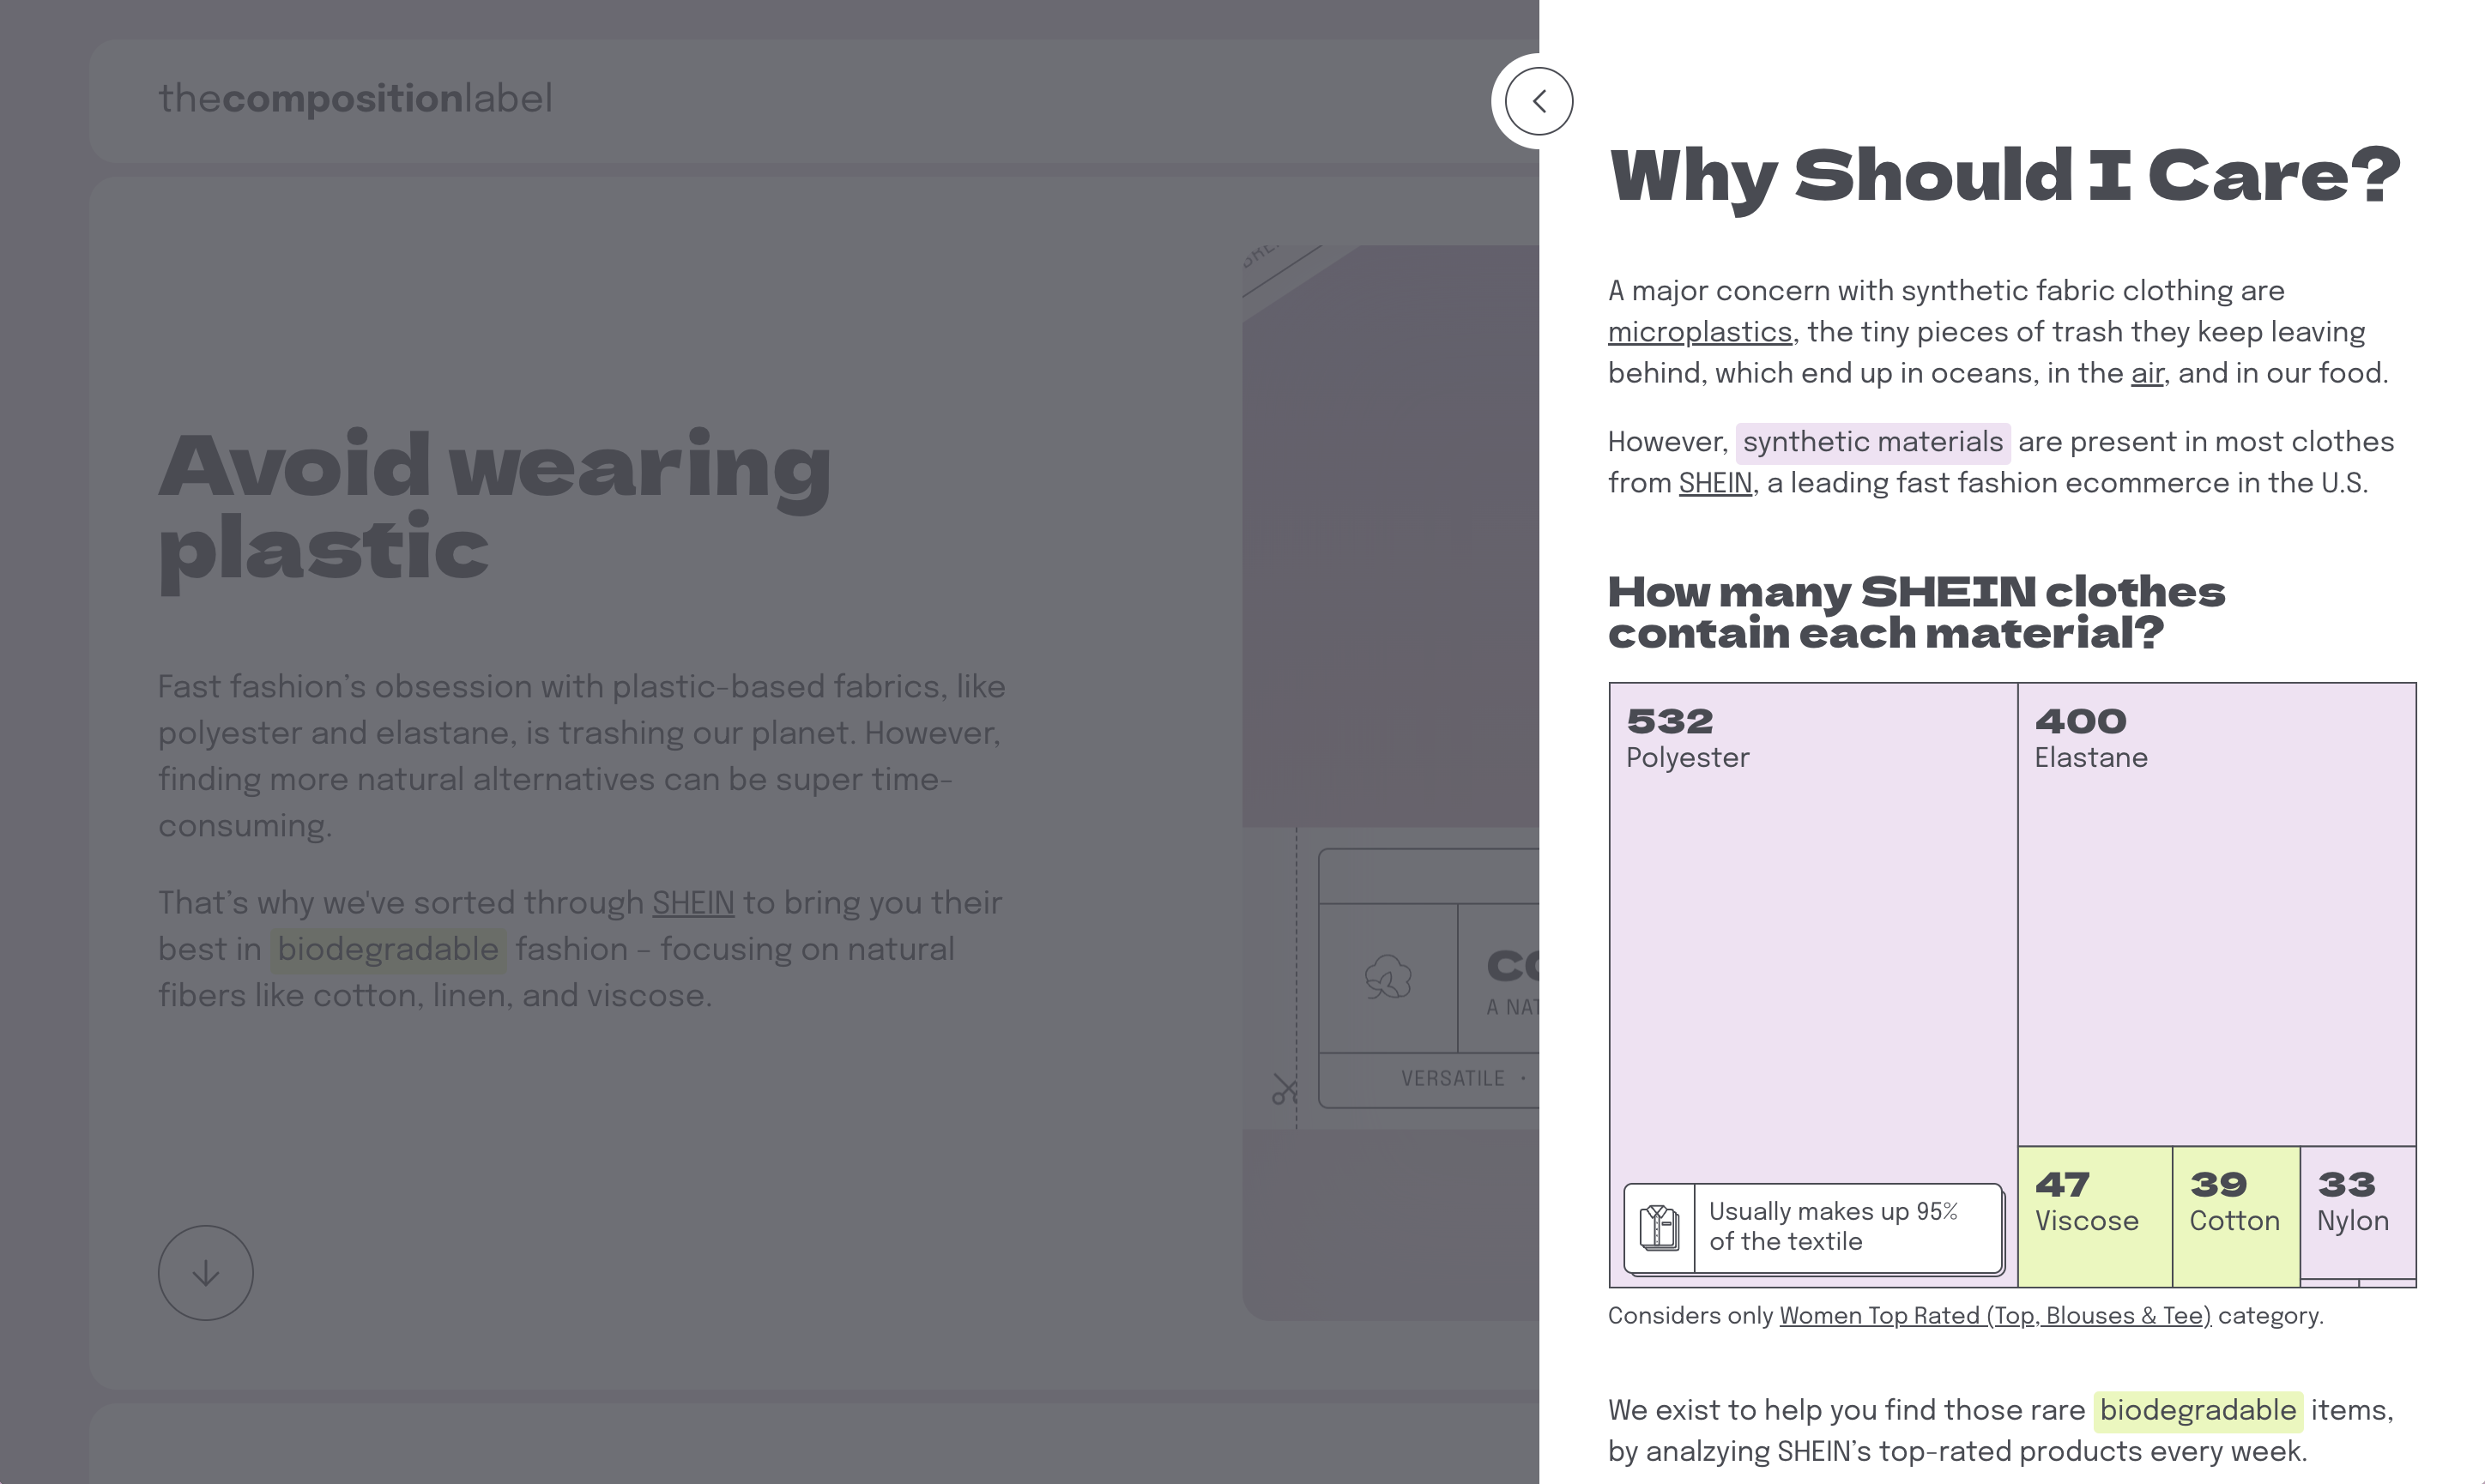 thecompositionlabel
Avoid wearing
plastic
Fast fashion’s obsession with plastic-based fabrics, like
polyester and elastane, is trashing our planet. However,
finding more natural alternatives can be super time-
consuming.
That’s why we've sorted through SHEIN to bring you their
best in biodegradable fashion – focusing on natural
fibers like cotton, linen, and viscose.
VERSATILE ·
Why Should I Care?
A major concern with synthetic fabric clothing are
microplastics, the tiny pieces of trash they keep leaving
behind, which end up in oceans, in the air, and in our food.
However, synthetic materials are present in most clothes
from SHEIN, a leading fast fashion ecommerce in the U.S.
How many SHEIN clothes
contain each material?
532
Polyester
400
Elastane
Usually makes up 95%
of the textile
47
Viscose
39
Cotton
33
Nylon
Considers only Women Top Rated (Top, Blouses & Tee) category.
We exist to help you find those rare biodegradable items,
by analzying SHEIN’s top-rated products every week.